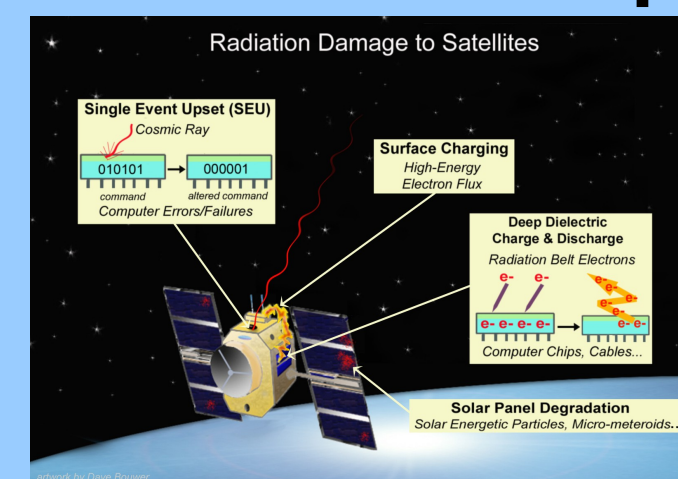 Radiation Damage to Satellites
Single Event Upset (SEU)
Cosmic Ray
010101
000001
command
altered command
Computer Errors/Failures
Surface Charging
High-Energy
Electron Flux
Deep Dielectric
Charge & Discharge
Radiation Belt Electrons
e- e-
e- e- e- e-
e-
e-
e-
e-
e- e-
Computer Chips, Cables...
Solar Panel Degradation
Solar Energetic Particles, Micro-meteroids..
artwork by Dave Brouwer